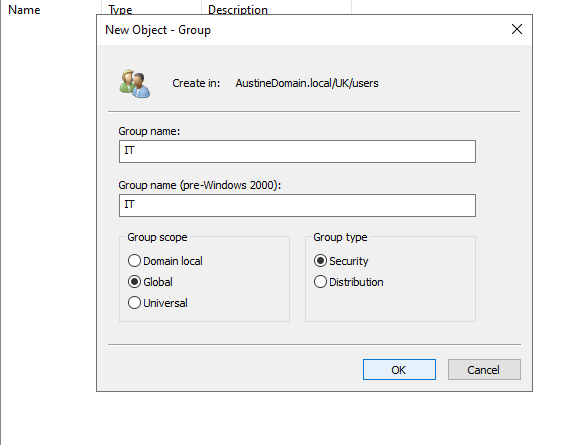 Name Type Description
New Object - Group
Create in: AustineDomain.local/UK/users
Group name:
IT
Group name (pre-Windows 2000):
IT
Group scope
Domain local
Global
Universal
Group type
Security
Distribution
OK Cancel